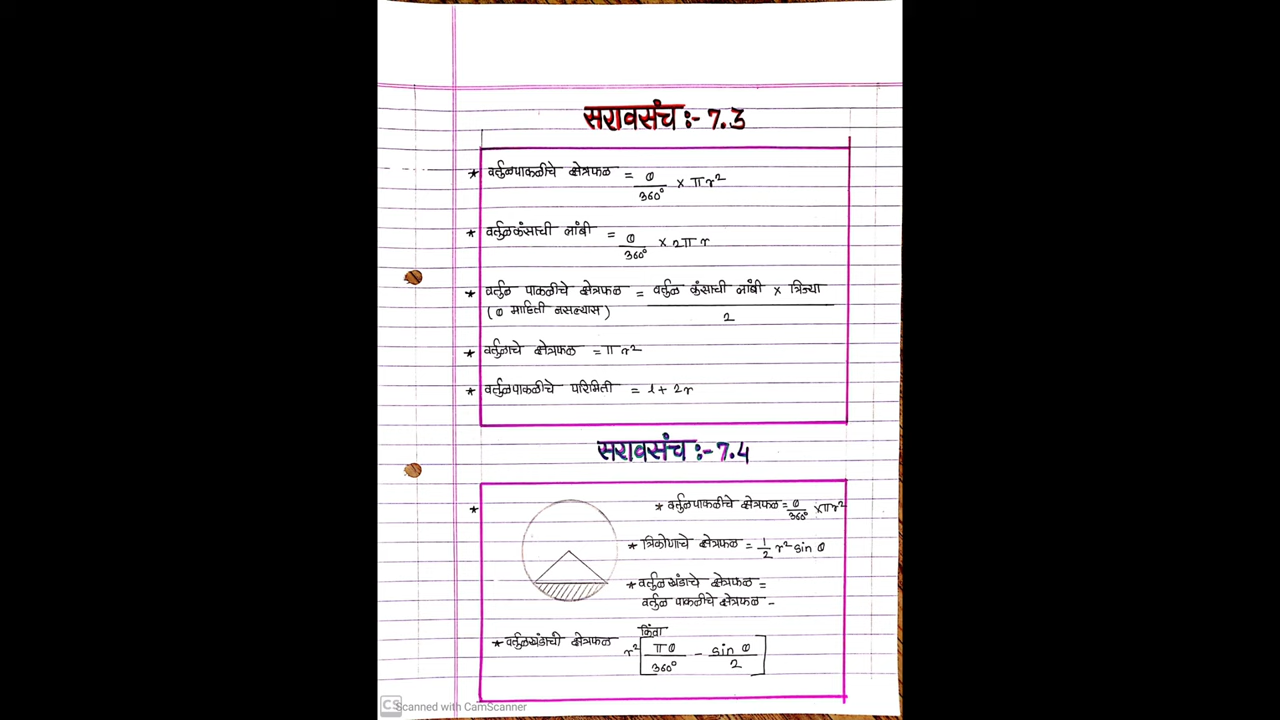 सरावसंच :- 7.3
* वर्तुळपाकळीचे क्षेत्रफळ = θ/360° × πr²
* वर्तुळकंसाची लांबी = θ/360° × 2πr
* वर्तुळ पाकळीचे क्षेत्रफळ = वर्तुळ कंसाची लांबी × त्रिज्या / 2
(θ माहिती नसल्यास)
* वर्तुळाचे क्षेत्रफळ = πr²
* वर्तुळपाकळीचे परिमिती = l + 2r
सरावसंच :- 7.4
* * वर्तुळपाकळीचे क्षेत्रफळ = θ/360° × πr²
* त्रिकोणाचे क्षेत्रफळ = 1/2 r² sin θ
* वर्तुळखंडाचे क्षेत्रफळ =
वर्तुळ पाकळीचे क्षेत्रफळ -
किंवा
* वर्तुळखंडाची क्षेत्रफळ r² [πθ/360° - sin θ/2]
CS Scanned with CamScanner